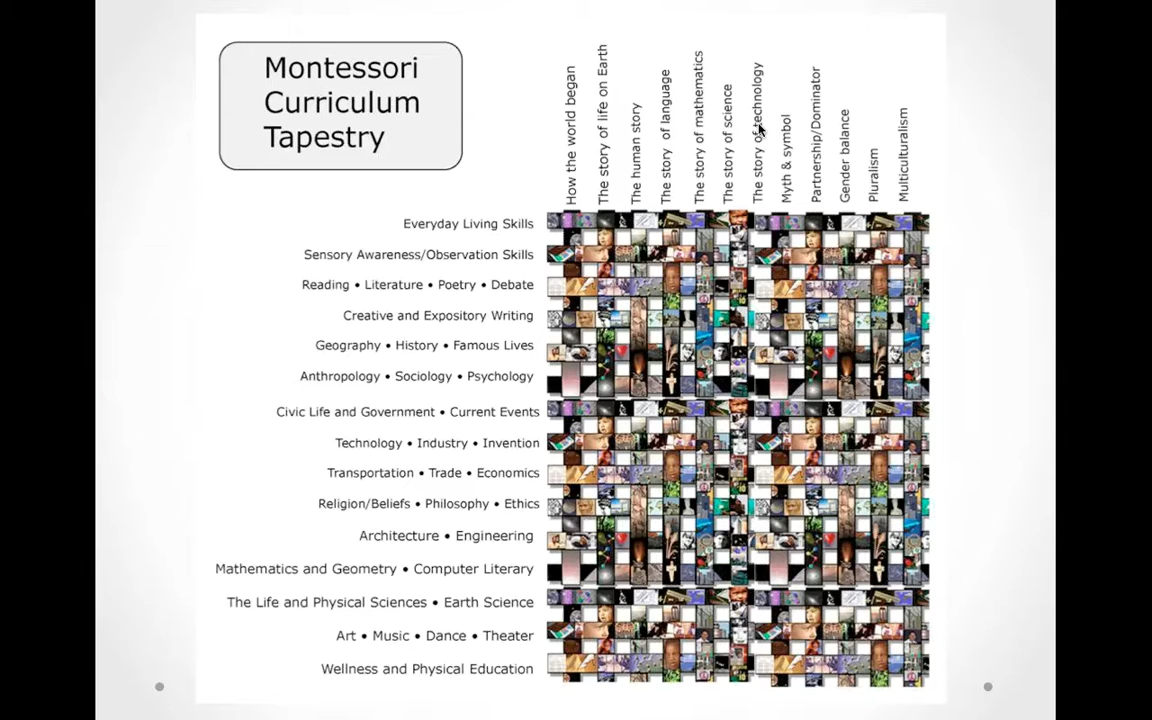 Montessori
Curriculum
Tapestry
How the world began
The story of life on Earth
The human story
The story of language
The story of mathematics
The story of science
The story of technology
Myth & symbol
Partnership/Dominator
Gender balance
Pluralism
Multiculturalism
Everyday Living Skills
Sensory Awareness/Observation Skills
Reading • Literature • Poetry • Debate
Creative and Expository Writing
Geography • History • Famous Lives
Anthropology • Sociology • Psychology
Civic Life and Government • Current Events
Technology • Industry • Invention
Transportation • Trade • Economics
Religion/Beliefs • Philosophy • Ethics
Architecture • Engineering
Mathematics and Geometry • Computer Literary
The Life and Physical Sciences • Earth Science
Art • Music • Dance • Theater
Wellness and Physical Education